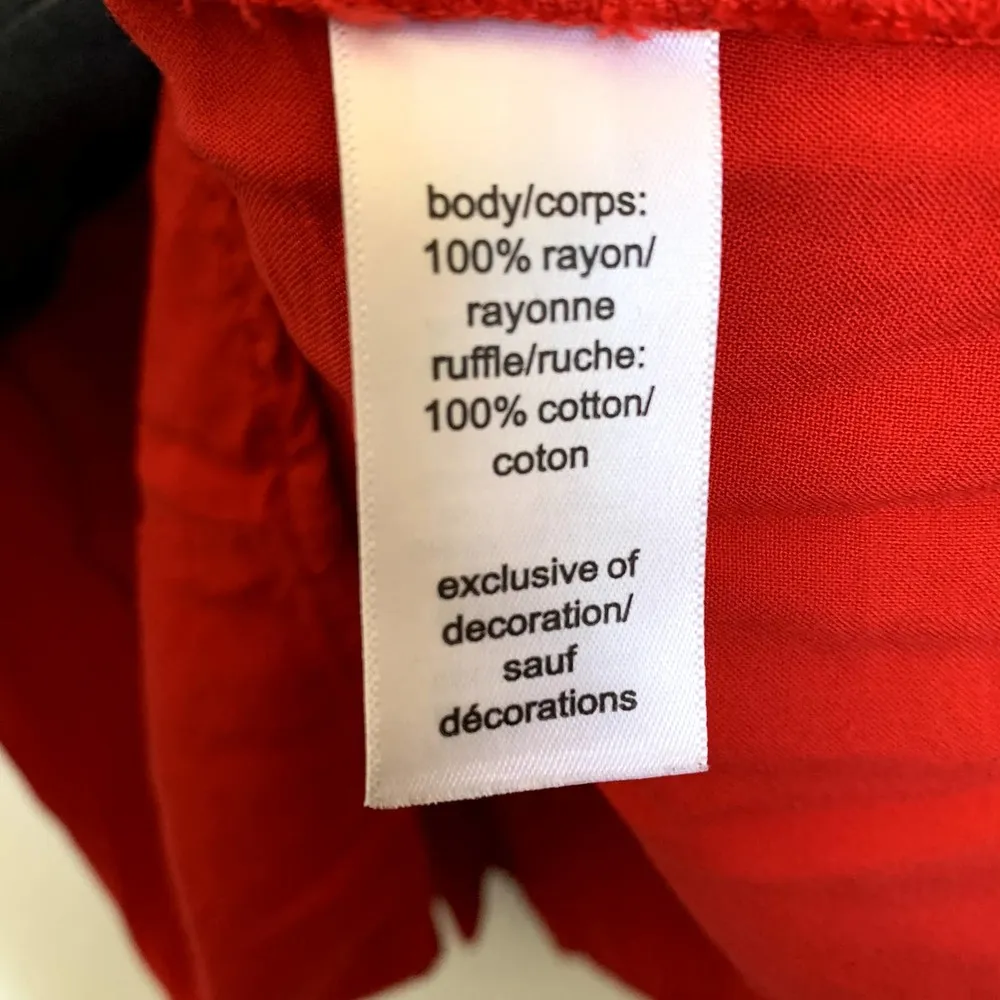 body/corps:
100% rayon/
rayonne
ruffle/ruche:
100% cotton/
coton
exclusive of
decoration/
sauf
décorations